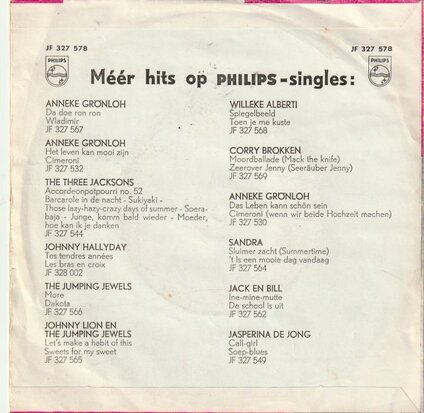 JF 327 578
JF 327 578
PHILIPS
PHILIPS
Méér hits op PHILIPS-singles:
ANNEKE GRÖNLOH
Da doe ron ron
Wladimir
JF 327 567
ANNEKE GRÖNLOH
Het leven kan mooi zijn
Cimeroni
JF 327 532
THE THREE JACKSONS
Accordeonpotpourri no. 52
Barcarole in de nacht - Sukiyaki -
Those lazy-hazy-crazy days of summer - Soera-
baja - Junge, komm bald wieder - Moeder,
hoe kan ik je danken
JF 327 544
JOHNNY HALLYDAY
Tes tendres années
Les bras en croix
JF 328 002
THE JUMPING JEWELS
More
Dakota
JF 327 566
JOHNNY LION EN
THE JUMPING JEWELS
Let's make a habit of this
Sweets for my sweet
JF 327 565
WILLEKE ALBERTI
Spiegelbeeld
Toen je me kuste
JF 327 568
CORRY BROKKEN
Moordballade (Mack the knife)
Zeerover Jenny (Seeräuber Jenny)
JF 327 569
ANNEKE GRÖNLOH
Das Leben kann schön sein
Cimeroni (wenn wir beide Hochzeit machen)
JF 327 530
SANDRA
Sluimer zacht (Summertime)
't Is een mooie dag vandaag
JF 327 564
JACK EN BILL
Ine-mine-mutte
De school is uit
JF 327 562
JASPERINA DE JONG
Call-girl
Soep-blues
JF 327 549